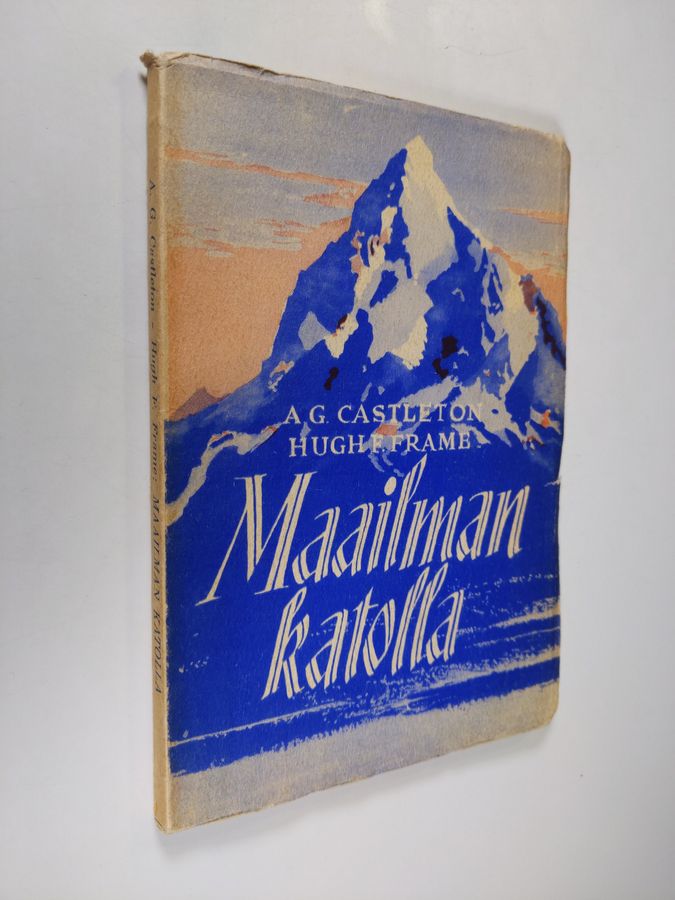 A. G. Castleton - Hugh F. Frame: MAAILMAN KATOLLA
A. G. CASTLETON
HUGH F. FRAME
Maailman
katolla